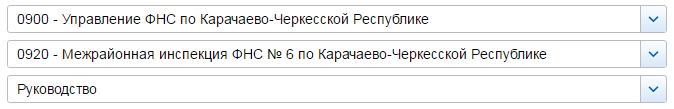 0900 - Управление ФНС по Карачаево-Черкесской Республике
0920 - Межрайонная инспекция ФНС № 6 по Карачаево-Черкесской Республике
Руководство